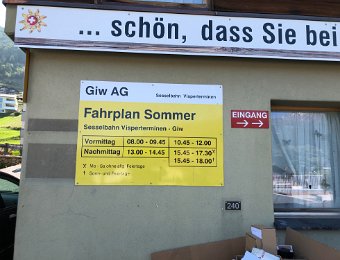 ... schön, dass Sie bei
Giw AG
Sesselbahn Visperterminen
Fahrplan Sommer
Sesselbahn Visperterminen - Giw
EINGANG
Vormittag 08.00 - 09.45 10.45 - 12.00
Nachmittag 13.00 - 14.45 15.45 - 17.30
15.45 - 18.00
240